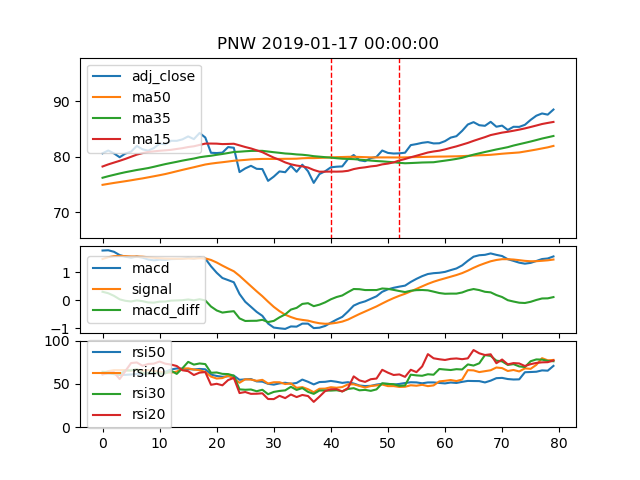 PNW 2019-01-17 00:00:00
90
80
70
adj_close
ma50
ma35
ma15
1
0
−1
macd
signal
macd_diff
100
50
0
rsi50
rsi40
rsi30
rsi20
0 10 20 30 40 50 60 70 80